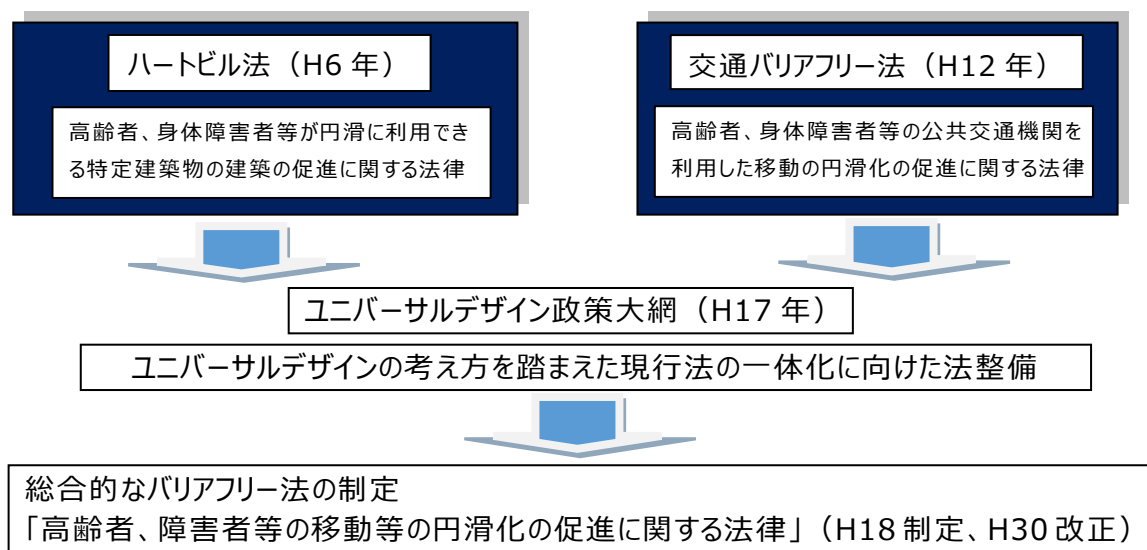 ハートビル法（H6 年）
高齢者、身体障害者等が円滑に利用でき
る特定建築物の建築の促進に関する法律
交通バリアフリー法（H12 年）
高齢者、身体障害者等の公共交通機関を
利用した移動の円滑化の促進に関する法律
ユニバーサルデザイン政策大綱（H17 年）
ユニバーサルデザインの考え方を踏まえた現行法の一体化に向けた法整備
総合的なバリアフリー法の制定
「高齢者、障害者等の移動等の円滑化の促進に関する法律」（H18 制定、H30 改正）